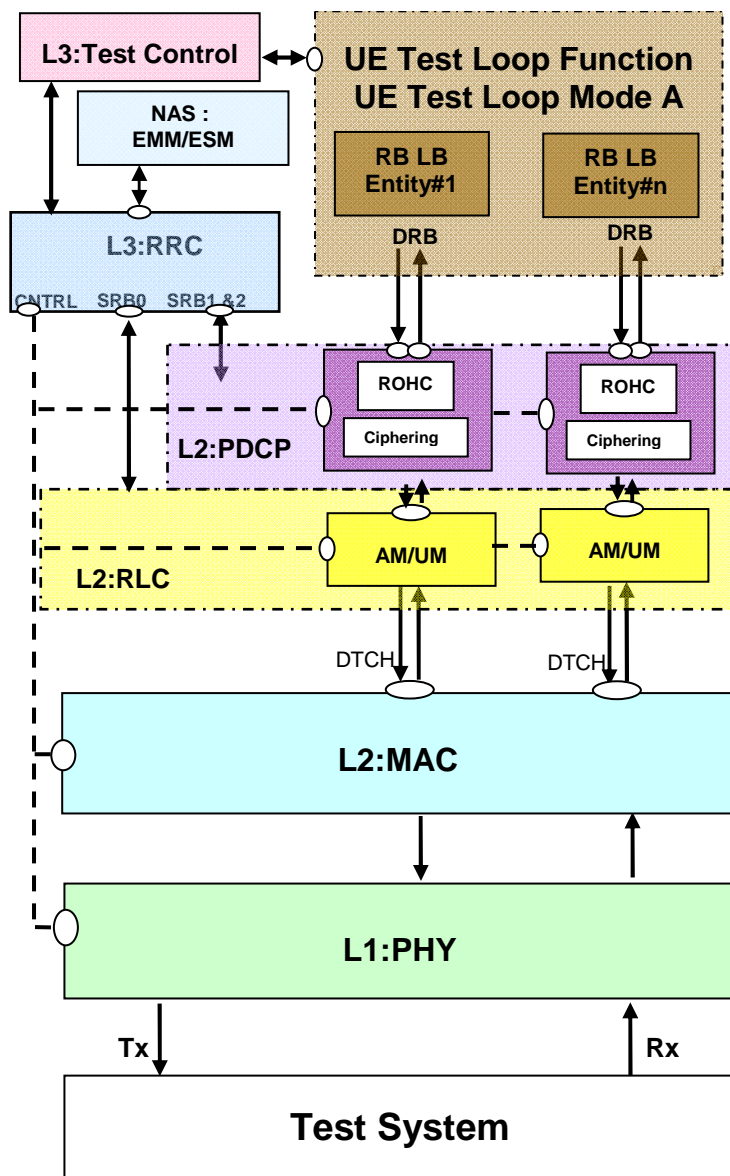 L3:Test Control
UE Test Loop Function
UE Test Loop Mode A
NAS :
EMM/ESM
RB LB
Entity#1
RB LB
Entity#n
DRB
DRB
L3:RRC
CNTRL
SRB0
SRB1 &2
ROHC
Ciphering
ROHC
Ciphering
L2:PDCP
AM/UM
AM/UM
L2:RLC
DTCH
DTCH
L2:MAC
L1:PHY
Tx
Rx
Test System